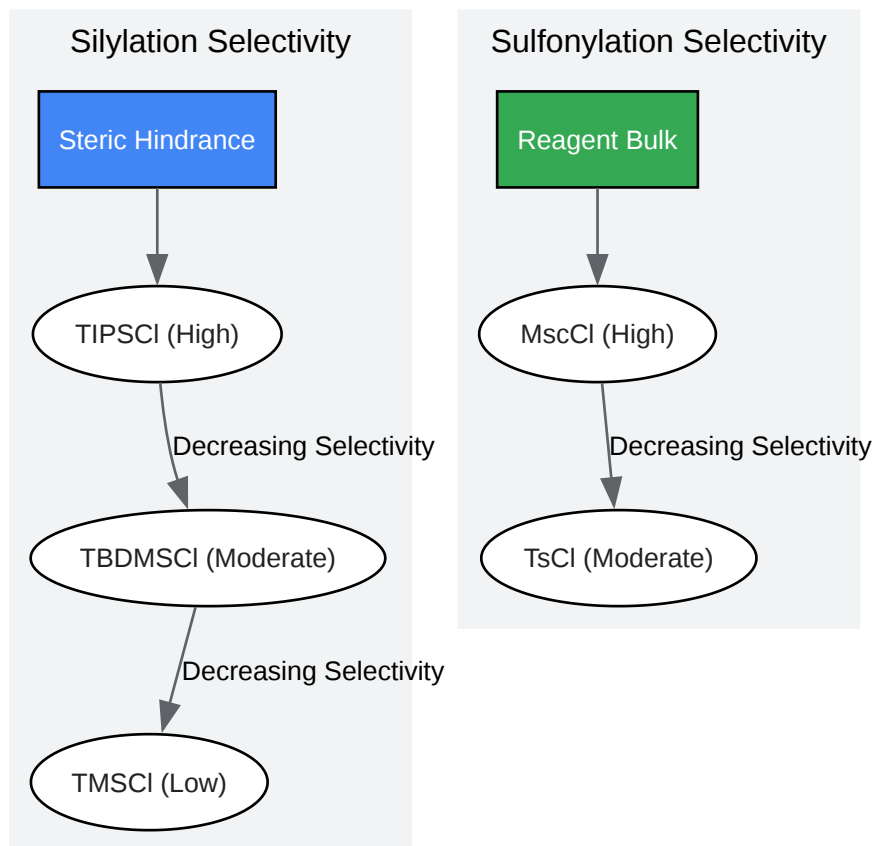 Silylation Selectivity
Steric Hindrance
TIPSCl (High)
Decreasing Selectivity
TBDMSCl (Moderate)
Decreasing Selectivity
TMSCl (Low)
Sulfonylation Selectivity
Reagent Bulk
MscCl (High)
Decreasing Selectivity
TsCl (Moderate)